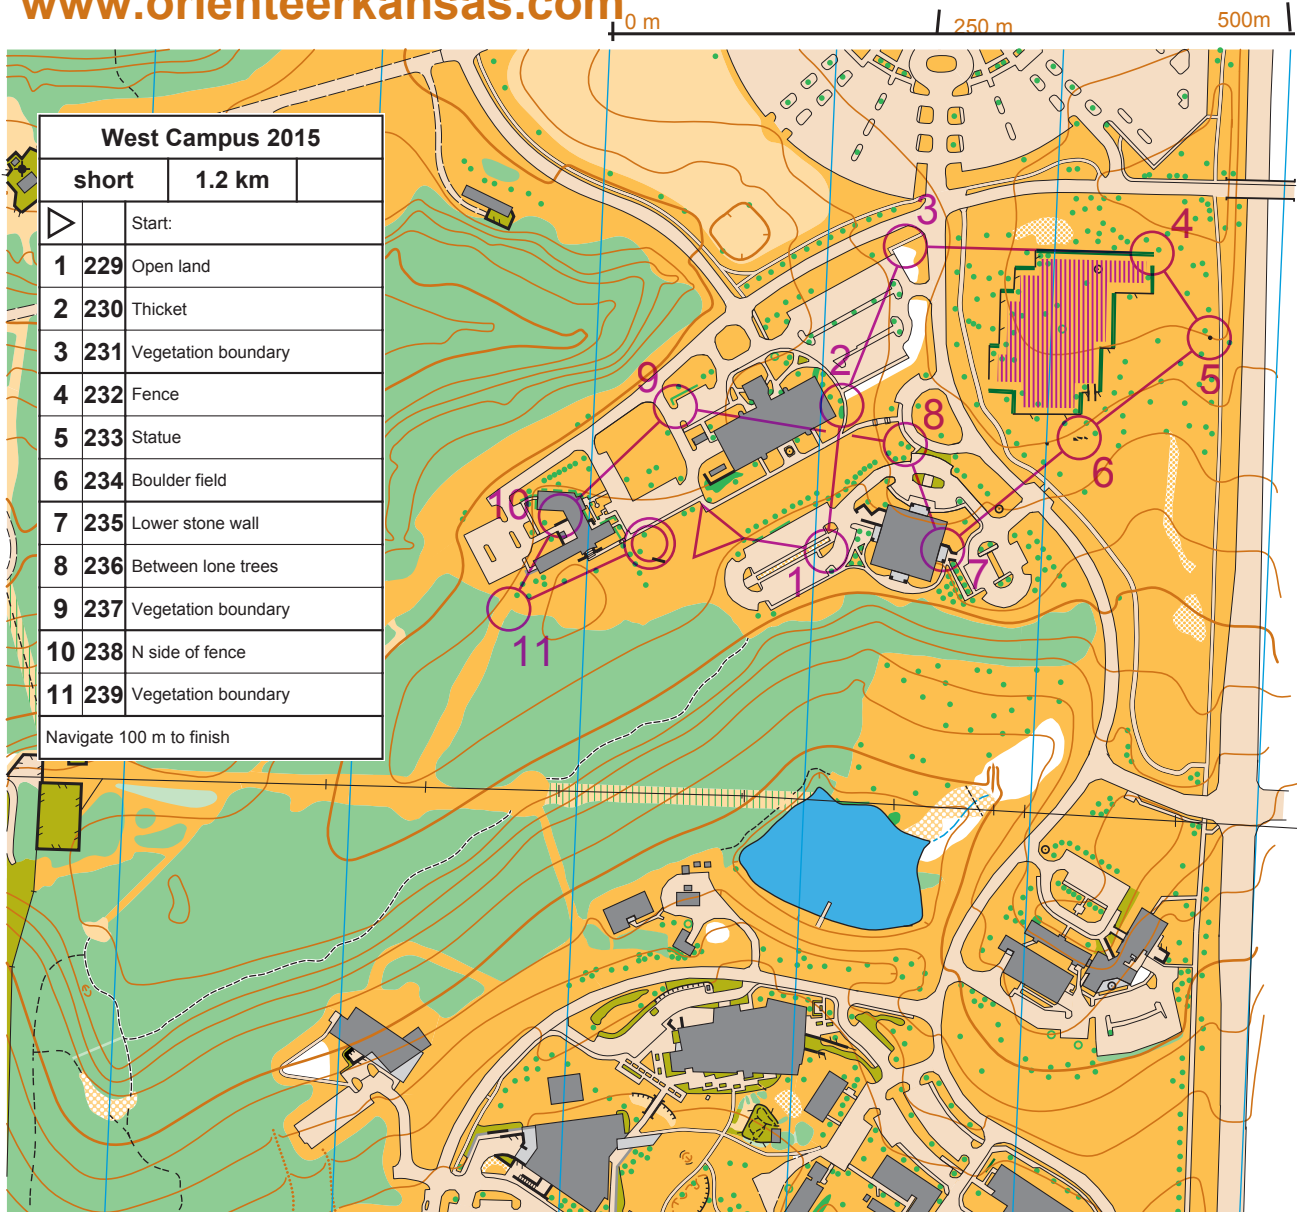 www.orienteerkansas.com
0 m 250 m 500m
West Campus 2015
short 1.2 km
Start:
1 229 Open land
2 230 Thicket
3 231 Vegetation boundary
4 232 Fence
5 233 Statue
6 234 Boulder field
7 235 Lower stone wall
8 236 Between lone trees
9 237 Vegetation boundary
10 238 N side of fence
11 239 Vegetation boundary
Navigate 100 m to finish
3
4
2
9
5
8
6
10
1
7
11